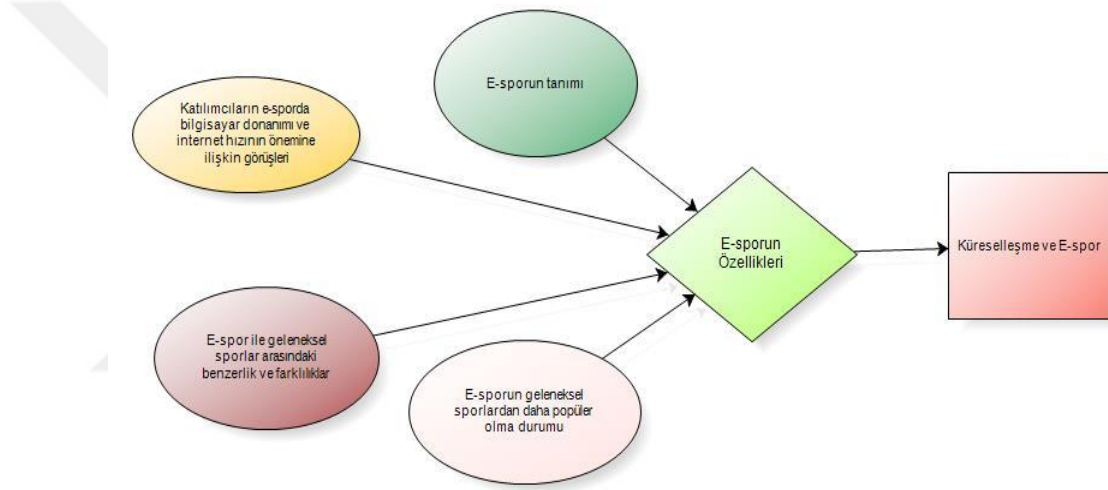 E-sporun tanımı
Katılımcıların e-sporda
bilgisayar donanımı ve
internet hızının önemine
ilişkin görüşleri
E-sporun
Özellikleri
Küreselleşme ve E-spor
E-spor ile geleneksel
sporlar arasındaki
benzerlik ve farklılıklar
E-sporun geleneksel
sporlardan daha popüler
olma durumu